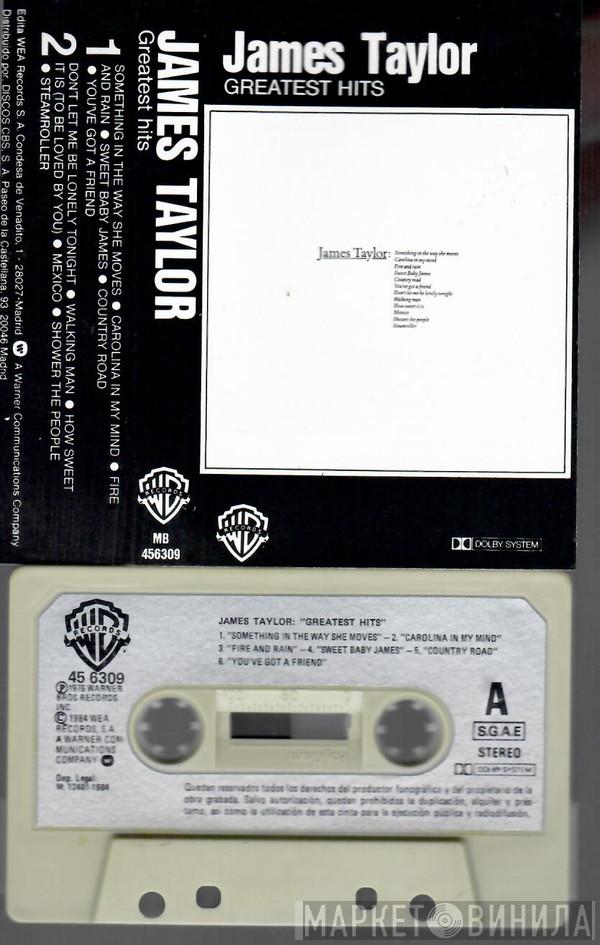 James Taylor
GREATEST HITS
James Taylor:
Something in the way she moves
Carolina in my mind
Fire and rain
Sweet Baby James
Country road
You've got a friend
Don't let me be lonely tonight
Walking man
How sweet it is
Mexico
Shower the people
Steamroller
W RECORDS
DOLBY SYSTEM
JAMES TAYLOR
Greatest hits
W RECORDS
MB
456309
1 SOMETHING IN THE WAY SHE MOVES ● CAROLINA IN MY MIND ● FIRE
AND RAIN ● SWEET BABY JAMES ● COUNTRY ROAD
● YOU'VE GOT A FRIEND
2 DON'T LET ME BE LONELY TONIGHT ● WALKING MAN ● HOW SWEET
IT IS (TO BE LOVED BY YOU) ● MEXICO ● SHOWER THE PEOPLE
● STEAMROLLER
Edita WEA Records S. A. Condesa de Venadito, 1 - 28027-Madrid A Warner Communications Company
Distribuido por: DISCOS CBS, S. A. Paseo de la Castellana, 93. 20046 Madrid
RECORDS
45 6309
Ⓟ 1976 WARNER
BROS RECORDS
INC.
© 1984 WEA
RECORDS, S.A.
A WARNER COM
MUNICATIONS
COMPANY
Dep. Legal:
M. 12481-1984
JAMES TAYLOR: "GREATEST HITS"
1. "SOMETHING IN THE WAY SHE MOVES" – 2. "CAROLINA IN MY MIND"
3. "FIRE AND RAIN" – 4. "SWEET BABY JAMES" – 5. "COUNTRY ROAD"
6. "YOU'VE GOT A FRIEND"
A
S.G.A.E
STEREO
DOLBY SYSTEM
Quedan reservados todos los derechos del productor fonográfico y del propietario de la
obra grabada. Salvo autorización, quedan prohibidos la duplicación, alquiler y prés
tamo, así como la utilización de esta cinta para la ejecución pública y radiodifusión.
МАРКЕТ ВИНИЛА